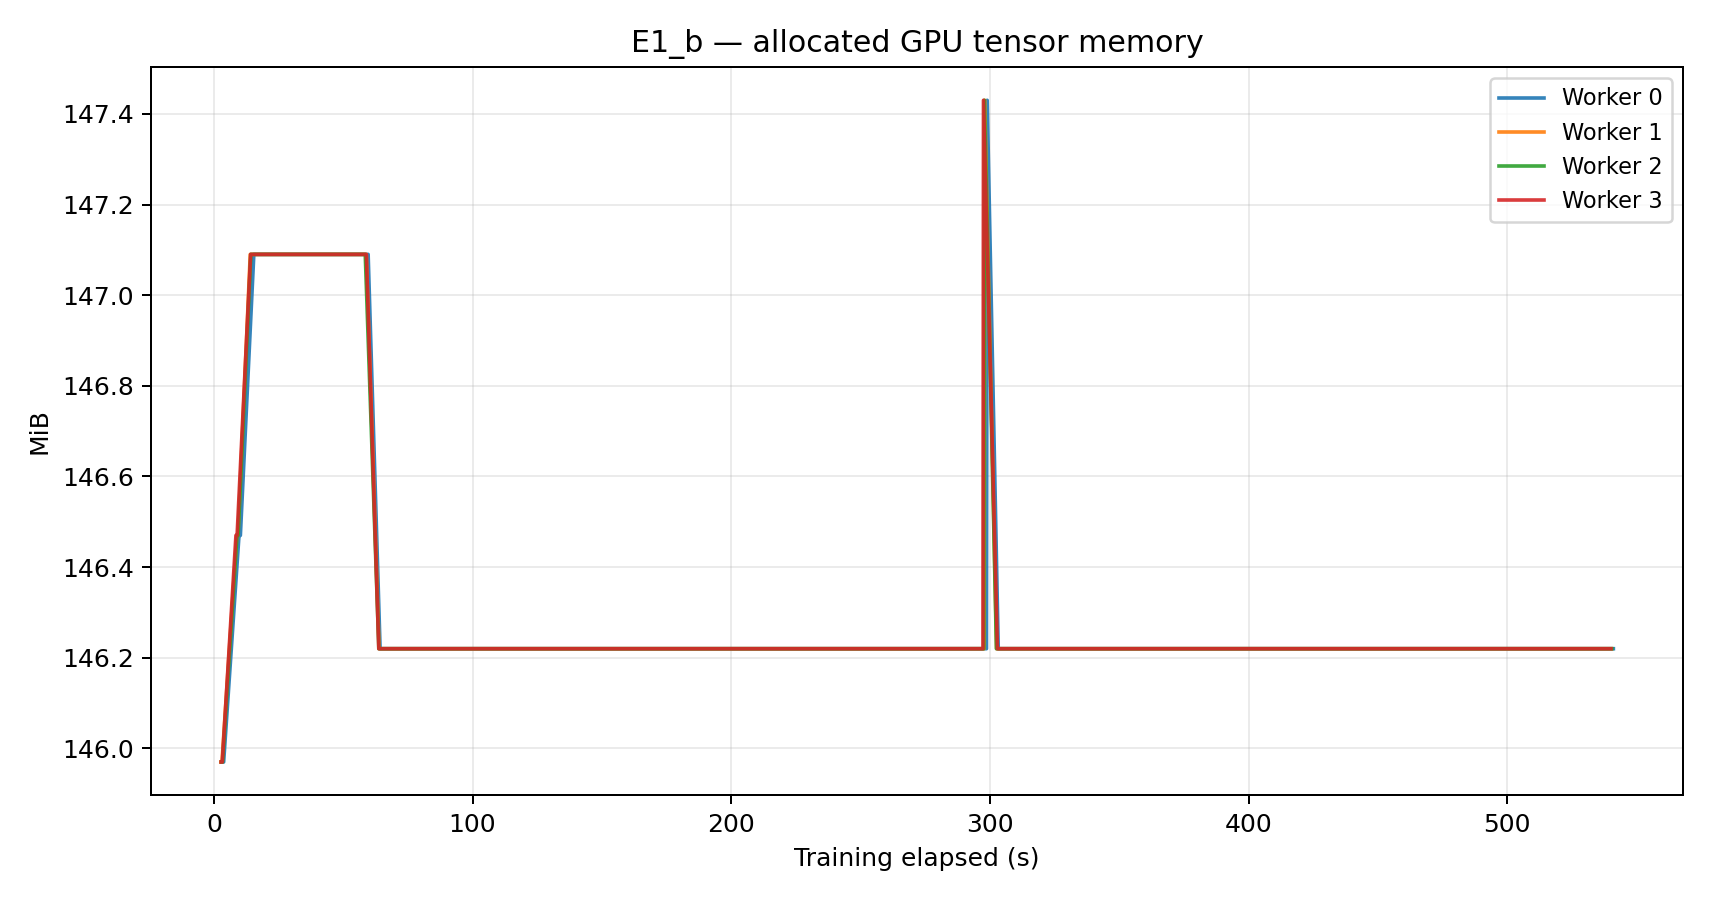 E1_b — allocated GPU tensor memory
147.4
147.2
147.0
146.8
146.6
146.4
146.2
146.0
MiB
Worker 0
Worker 1
Worker 2
Worker 3
0 100 200 300 400 500
Training elapsed (s)